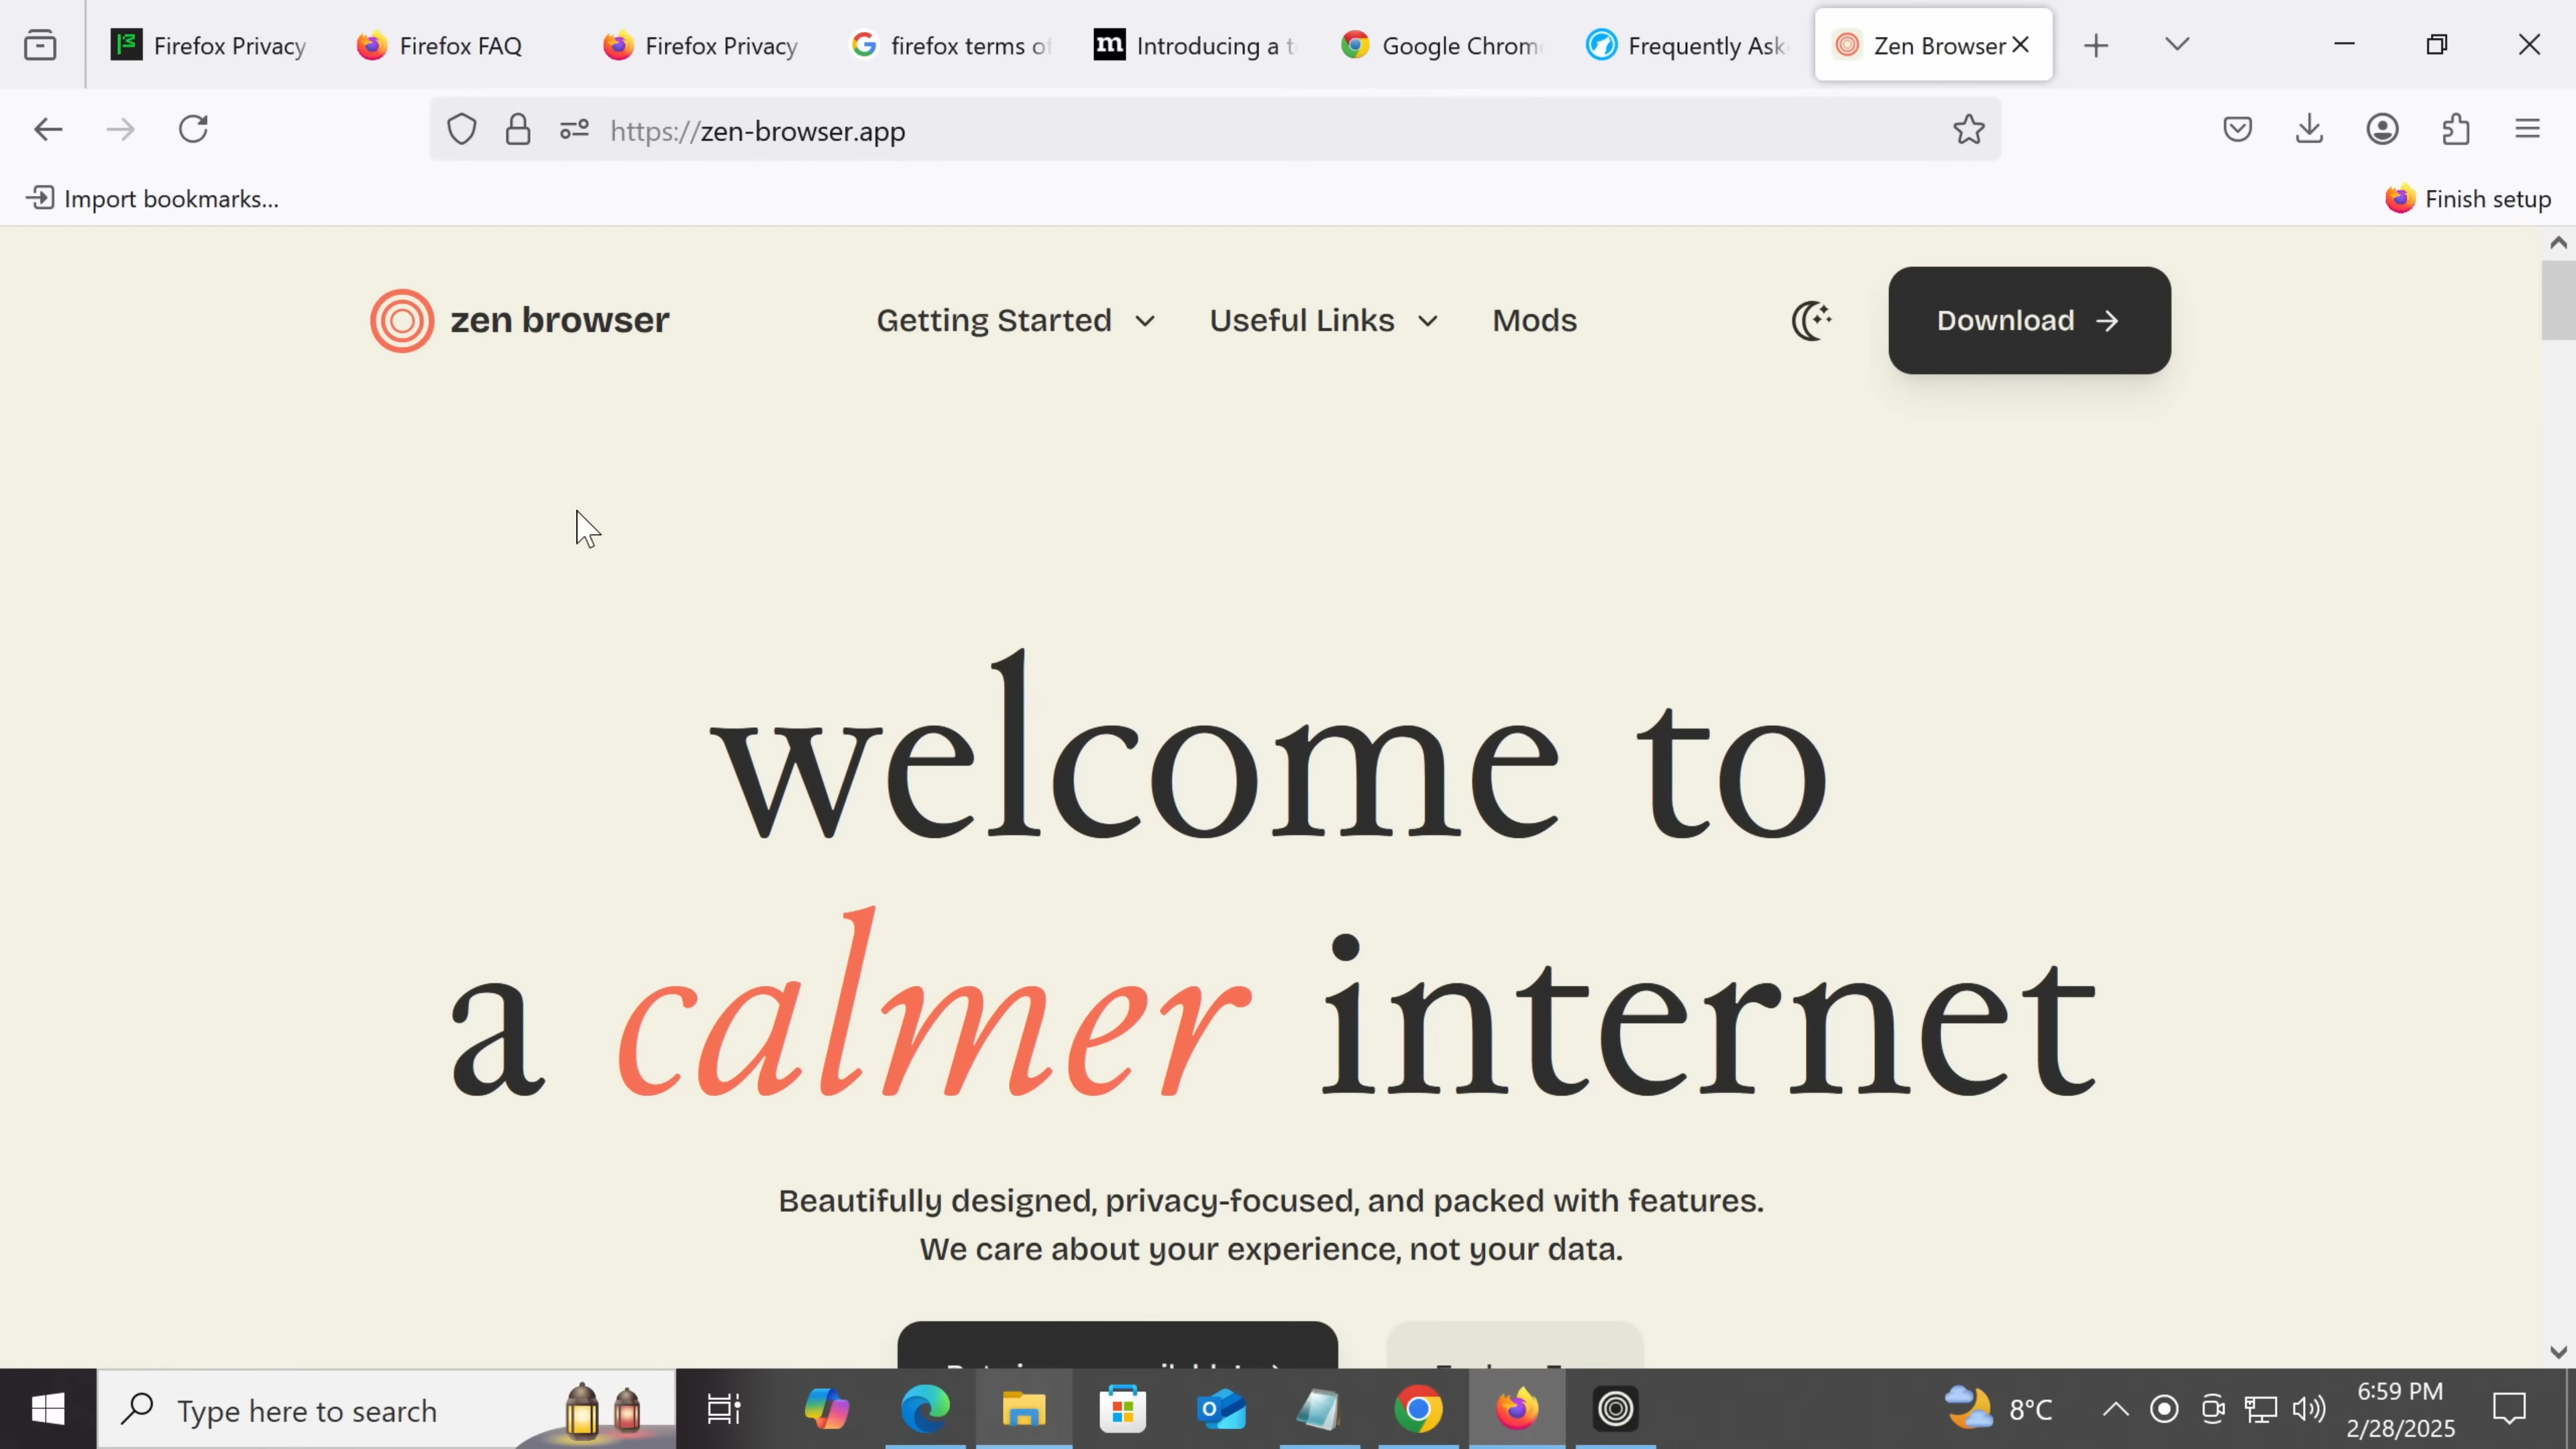 Firefox Privacy
Firefox FAQ
Firefox Privacy
firefox terms of
Introducing a t
Google Chrom
Frequently Ask
Zen Browser
https://zen-browser.app
Import bookmarks...
Finish setup
zen browser
Getting Started
Useful Links
Mods
Download
welcome to
a calmer internet
Beautifully designed, privacy-focused, and packed with features.
We care about your experience, not your data.
Type here to search
8°C
6:59 PM
2/28/2025